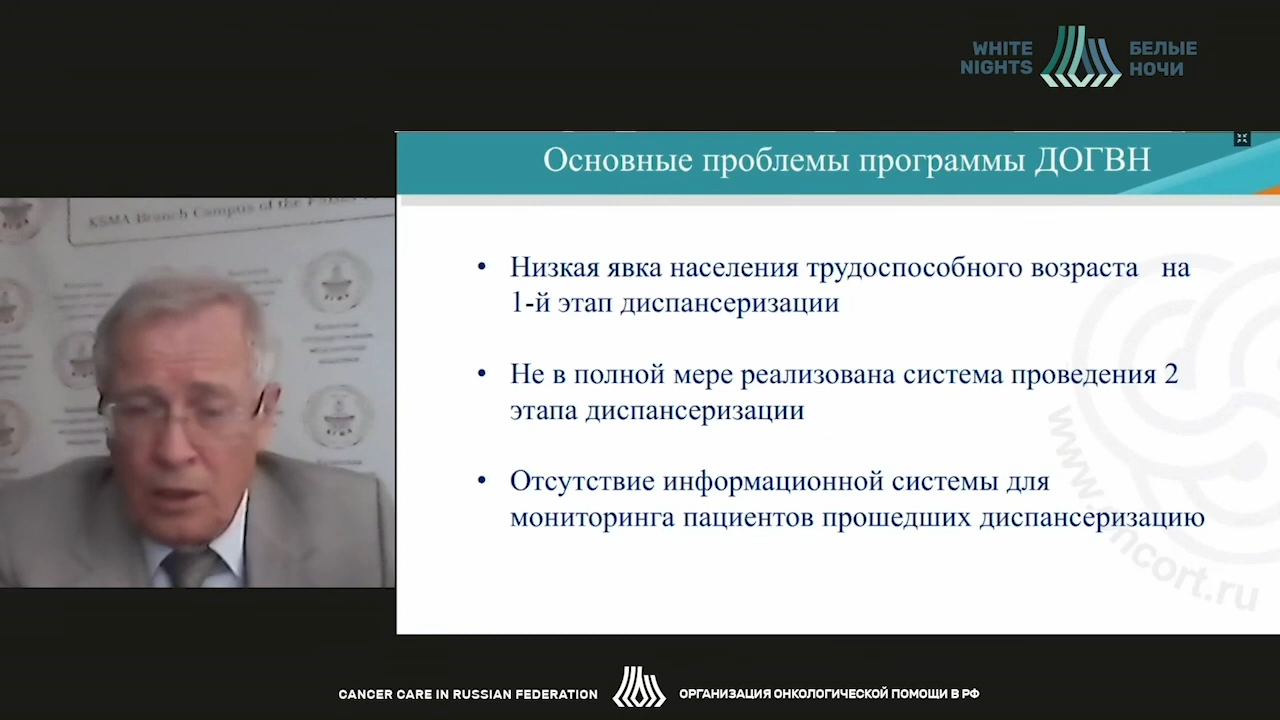 WHITE
NIGHTS
БЕЛЫЕ
НОЧИ
Основные проблемы программы ДОГВН
KSMA Branch Campus of the
• Низкая явка населения трудоспособного возраста на
1-й этап диспансеризации
• Не в полной мере реализована система проведения 2
этапа диспансеризации
• Отсутствие информационной системы для
мониторинга пациентов прошедших диспансеризацию
CANCER CARE IN RUSSIAN FEDERATION
ОРГАНИЗАЦИЯ ОНКОЛОГИЧЕСКОЙ ПОМОЩИ В РФ